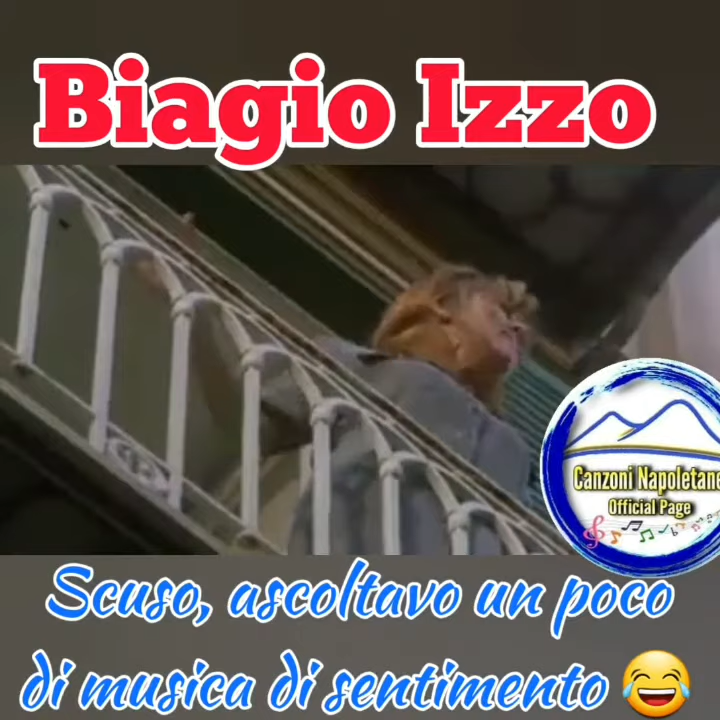 Biagio Izzo
Canzoni Napoletane
Official Page
Scuso, ascoltavo un poco
di musica di sentimento 😂